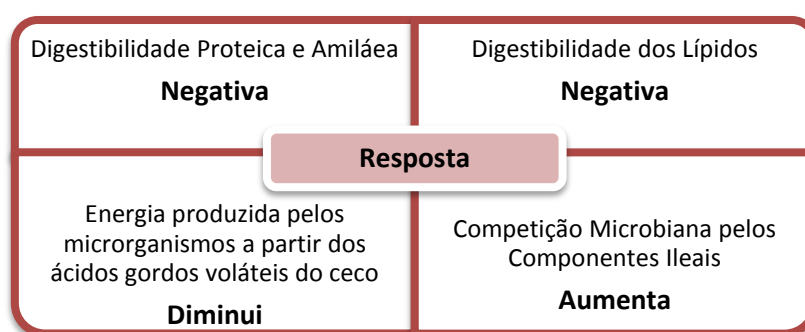 Digestibilidade Proteica e Amiláea
Negativa
Digestibilidade dos Lípidos
Negativa
Resposta
Energia produzida pelos
microrganismos a partir dos
ácidos gordos voláteis do ceco
Diminui
Competição Microbiana pelos
Componentes Ileais
Aumenta